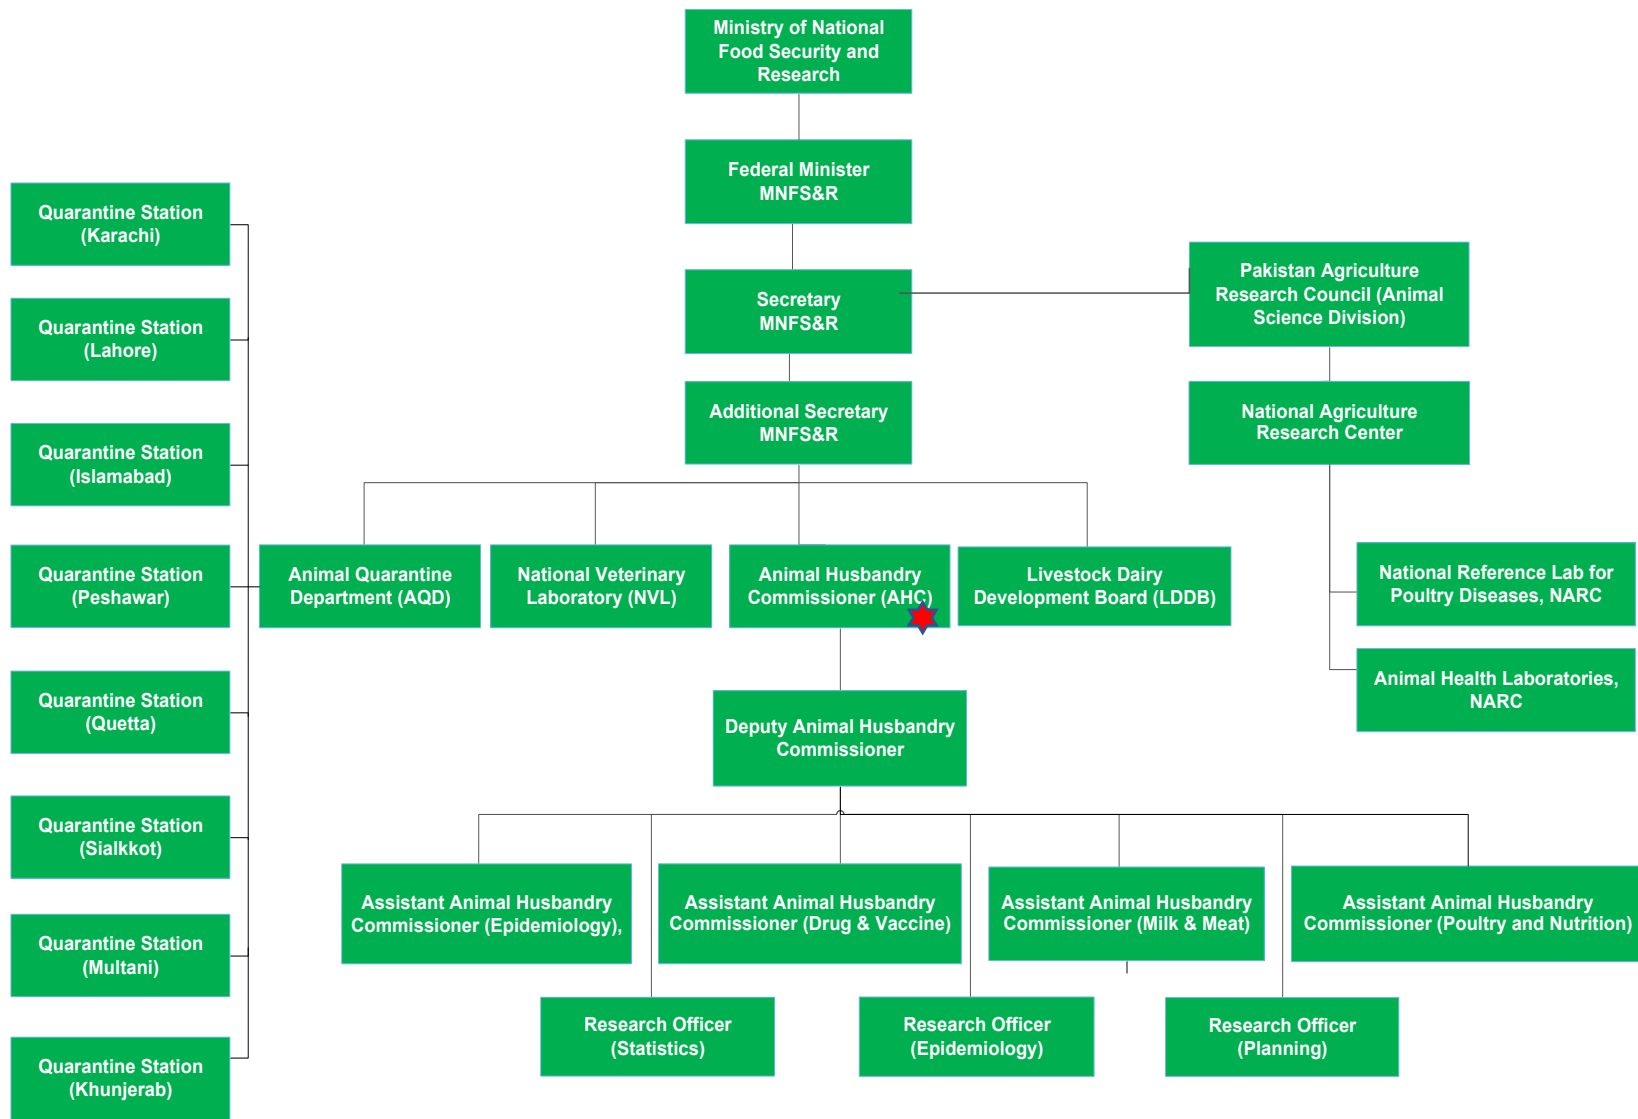 Ministry of National
Food Security and
Research
Federal Minister
MNFS&R
Secretary
MNFS&R
Additional Secretary
MNFS&R
Pakistan Agriculture
Research Council (Animal
Science Division)
National Agriculture
Research Center
National Reference Lab for
Poultry Diseases, NARC
Animal Health Laboratories,
NARC
Animal Quarantine
Department (AQD)
National Veterinary
Laboratory (NVL)
Animal Husbandry
Commissioner (AHC)
Livestock Dairy
Development Board (LDDB)
Quarantine Station
(Karachi)
Quarantine Station
(Lahore)
Quarantine Station
(Islamabad)
Quarantine Station
(Peshawar)
Quarantine Station
(Quetta)
Quarantine Station
(Sialkkot)
Quarantine Station
(Multani)
Quarantine Station
(Khunjerab)
Deputy Animal Husbandry
Commissioner
Assistant Animal Husbandry
Commissioner (Epidemiology),
Assistant Animal Husbandry
Commissioner (Drug & Vaccine)
Assistant Animal Husbandry
Commissioner (Milk & Meat)
Assistant Animal Husbandry
Commissioner (Poultry and Nutrition)
Research Officer
(Statistics)
Research Officer
(Epidemiology)
Research Officer
(Planning)